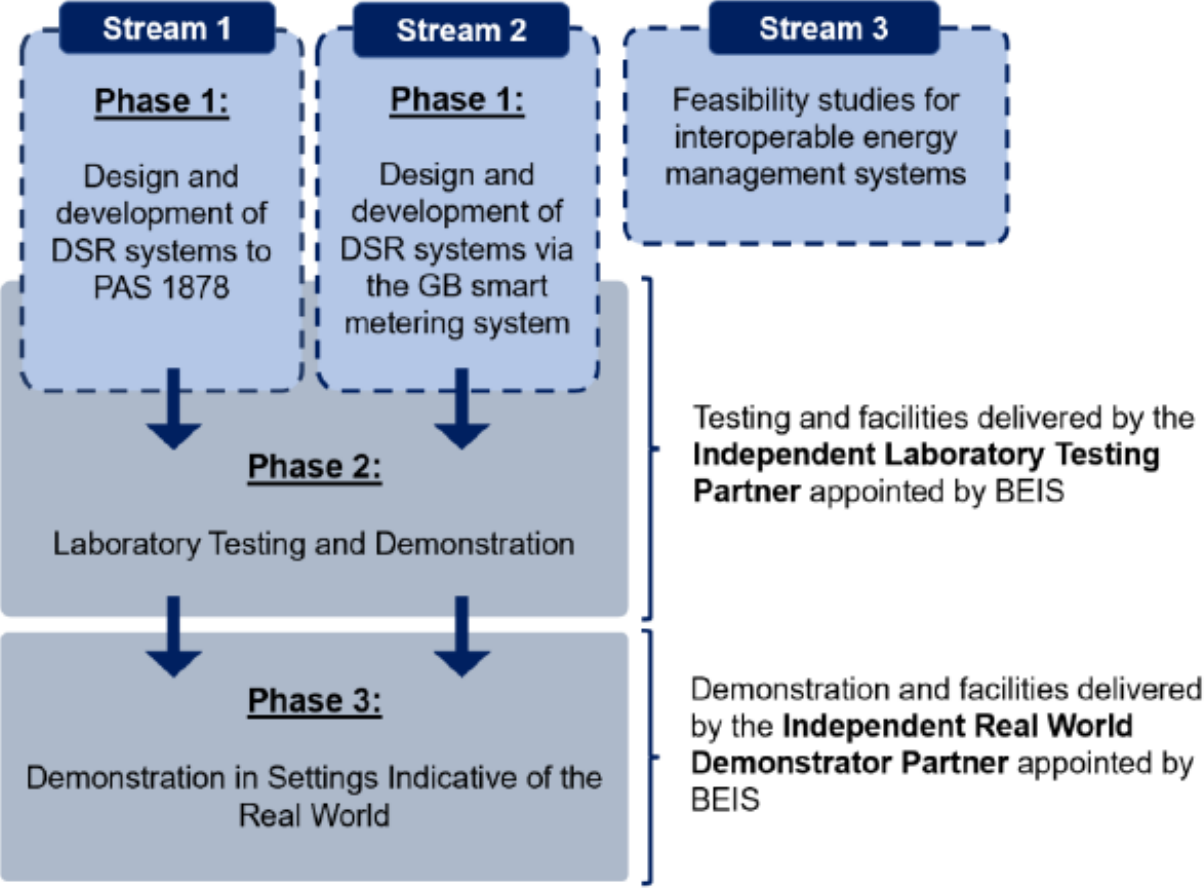 Stream 1
Phase 1:
Design and
development of
DSR systems to
PAS 1878
Stream 2
Phase 1:
Design and
development of
DSR systems via
the GB smart
metering system
Stream 3
Feasibility studies for
interoperable energy
management systems
Phase 2:
Laboratory Testing and Demonstration
Testing and facilities delivered by the
Independent Laboratory Testing
Partner appointed by BEIS
Phase 3:
Demonstration in Settings Indicative of the
Real World
Demonstration and facilities delivered
by the Independent Real World
Demonstrator Partner appointed by
BEIS